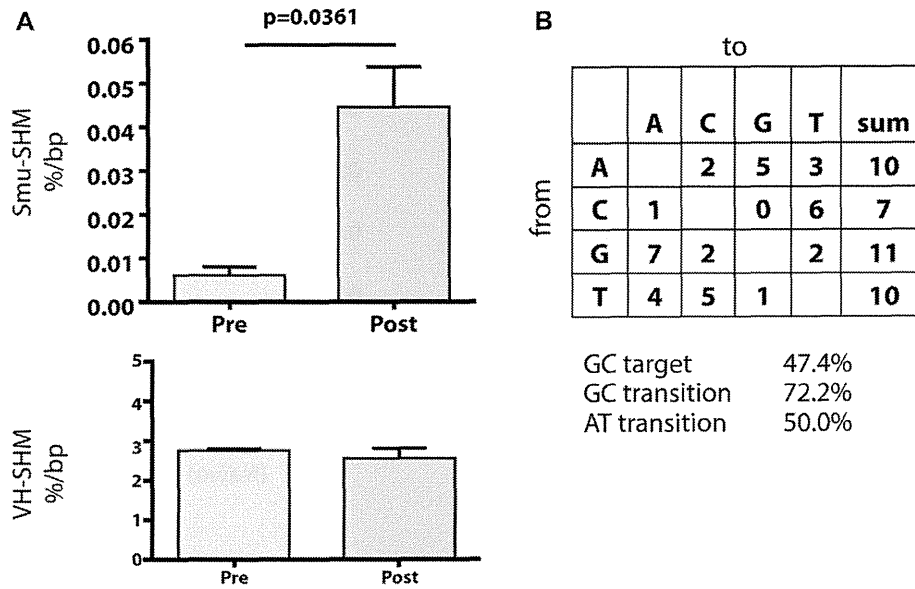 A
p=0.0361
Smu-SHM
%/bp
0.06
0.05
0.04
0.03
0.02
0.01
0.00
Pre Post
VH-SHM
%/bp
5
4
3
2
1
0
Pre Post
B
to
from
A C G T sum
A 2 5 3 10
C 1 0 6 7
G 7 2 2 11
T 4 5 1 10
GC target 47.4%
GC transition 72.2%
AT transition 50.0%